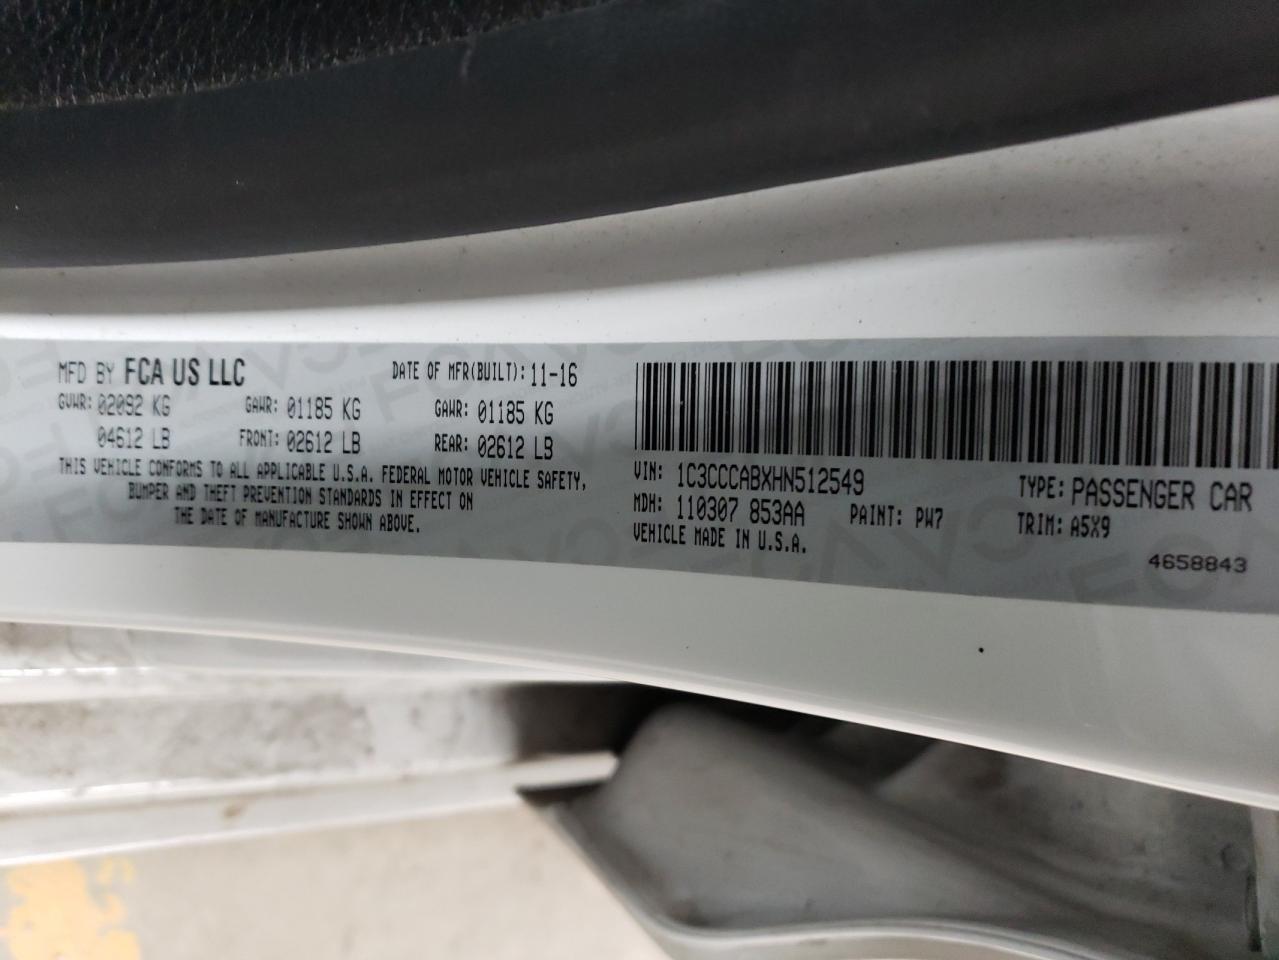 MFD BY FCA US LLC DATE OF MFR(BUILT): 11-16
GVWR: 02092 KG GAWR: 01185 KG GAWR: 01185 KG
04612 LB FRONT: 02612 LB REAR: 02612 LB
THIS VEHICLE CONFORMS TO ALL APPLICABLE U.S.A. FEDERAL MOTOR VEHICLE SAFETY,
BUMPER AND THEFT PREVENTION STANDARDS IN EFFECT ON
THE DATE OF MANUFACTURE SHOWN ABOVE.
VIN: 1C3CCCABXHN512549 TYPE: PASSENGER CAR
MDH: 110307 853AA PAINT: PW7 TRIM: A5X9
VEHICLE MADE IN U.S.A.
4658843